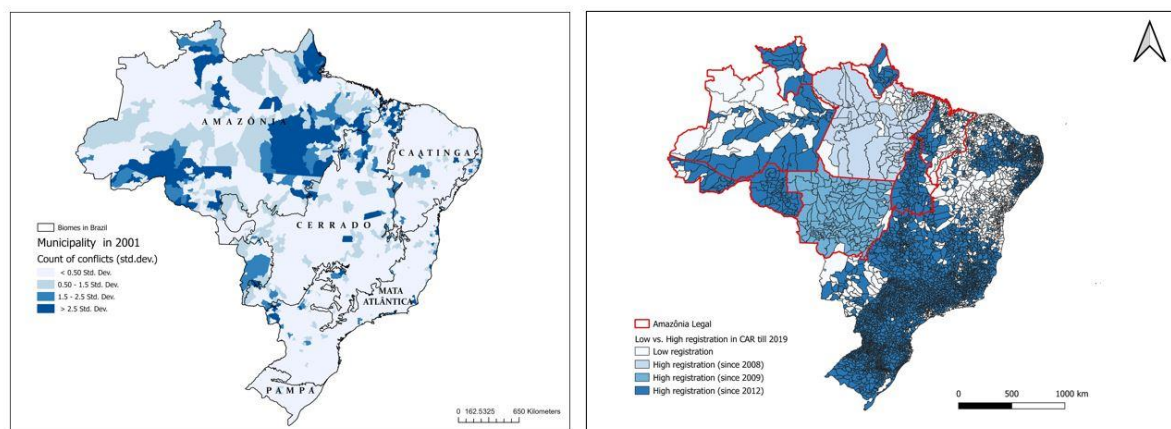 AMAZÔNIA
CAATINGA
CERRADO
MATA
ATLÂNTICA
PAMPA
Biomes in Brazil
Municipality in 2001
Count of conflicts (std.dev.)
< 0.50 Std. Dev.
0.50 - 1.5 Std. Dev.
1.5 - 2.5 Std. Dev.
> 2.5 Std. Dev.
0 162.5325 650 Kilometers
Amazônia Legal
Low vs. High registration in CAR till 2019
Low registration
High registration (since 2008)
High registration (since 2009)
High registration (since 2012)
0 500 1000 km